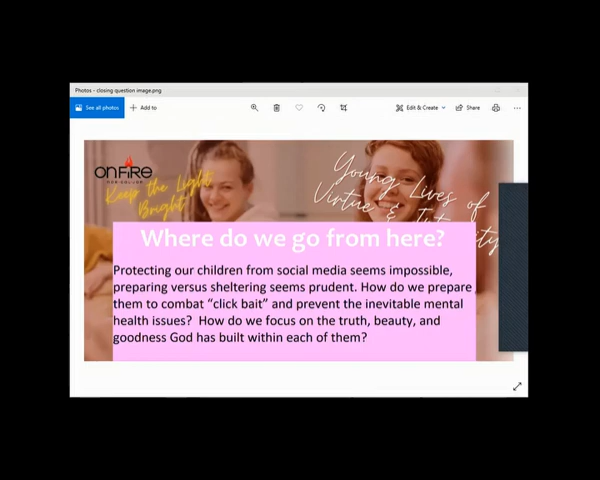 Photos - closing question image.png
See all photos
Add to
Edit & Create
Share
onFIRE
Keep the Light
Bright
Young Lives of
Virtue &
Where do we go from here?
Protecting our children from social media seems impossible,
preparing versus sheltering seems prudent. How do we prepare
them to combat “click bait” and prevent the inevitable mental
health issues?  How do we focus on the truth, beauty, and
goodness God has built within each of them?